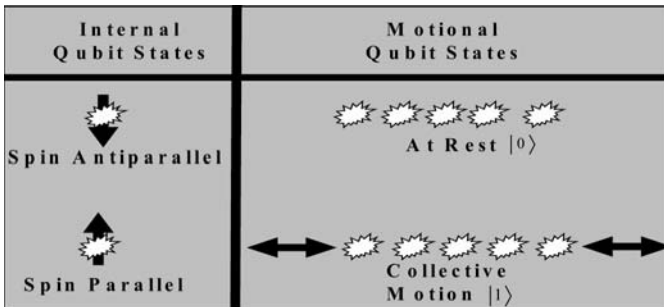 Internal
Qubit States
Motional
Qubit States
Spin Antiparallel
At Rest |0⟩
Spin Parallel
Collective
Motion |1⟩